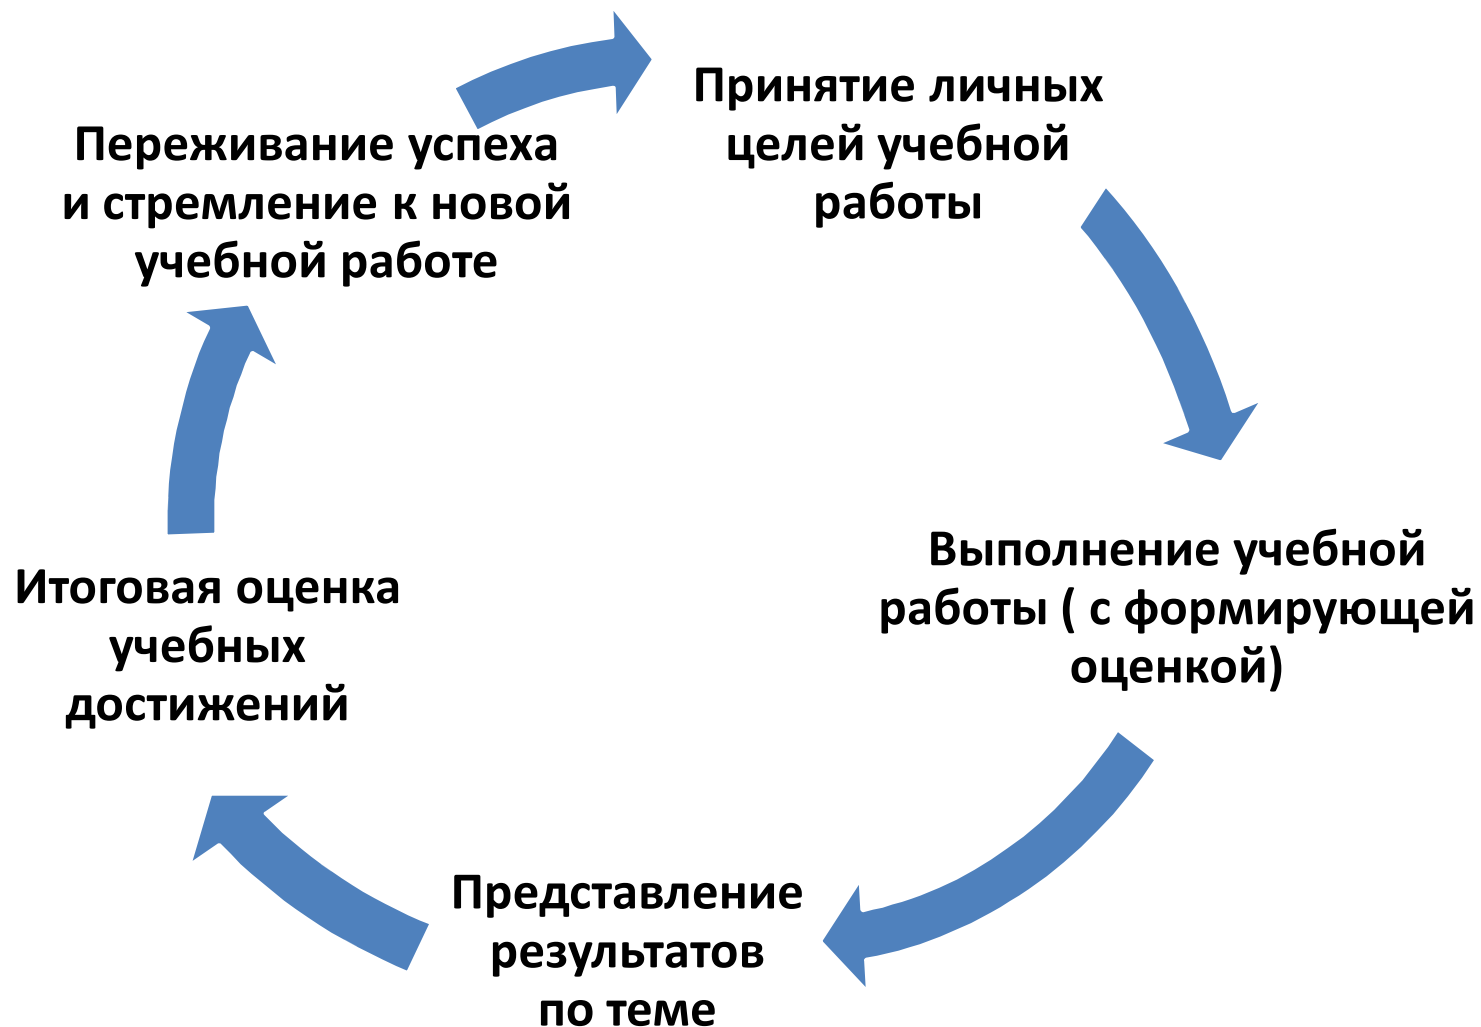 Принятие личных
целей учебной
работы
Выполнение учебной
работы ( с формирующей
оценкой)
Представление
результатов
по теме
Итоговая оценка
учебных
достижений
Переживание успеха
и стремление к новой
учебной работе